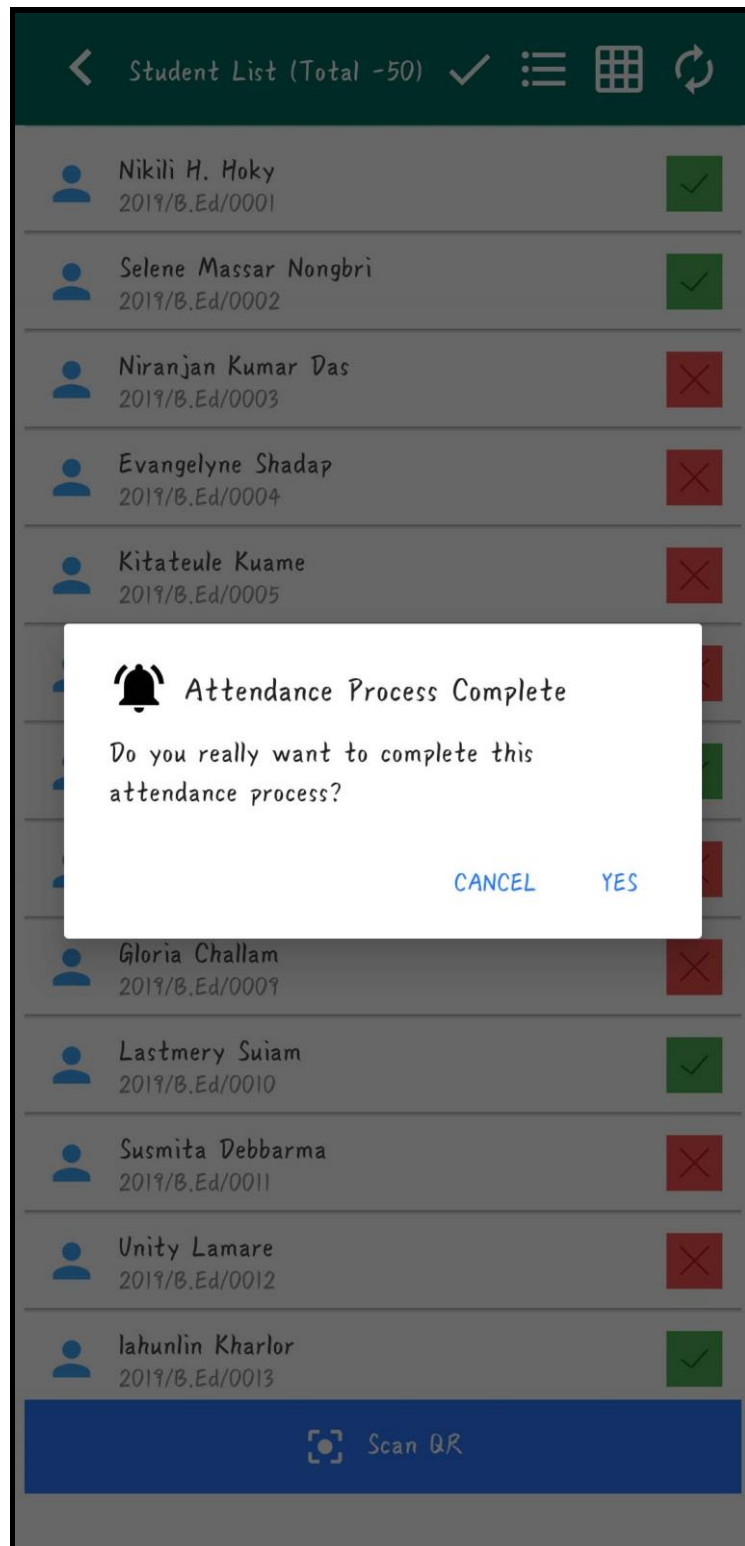 Student List (Total -50)
Nikili H. Hoky
2019/B.Ed/0001
Selene Massar Nongbri
2019/B.Ed/0002
Niranjan Kumar Das
2019/B.Ed/0003
Evangelyne Shadap
2019/B.Ed/0004
Kitateule Kuame
2019/B.Ed/0005
Attendance Process Complete
Do you really want to complete this
attendance process?
CANCEL YES
Gloria Challam
2019/B.Ed/0009
Lastmery Suiam
2019/B.Ed/0010
Susmita Debbarma
2019/B.Ed/0011
Unity Lamare
2019/B.Ed/0012
Iahunlin Kharlor
2019/B.Ed/0013
Scan QR